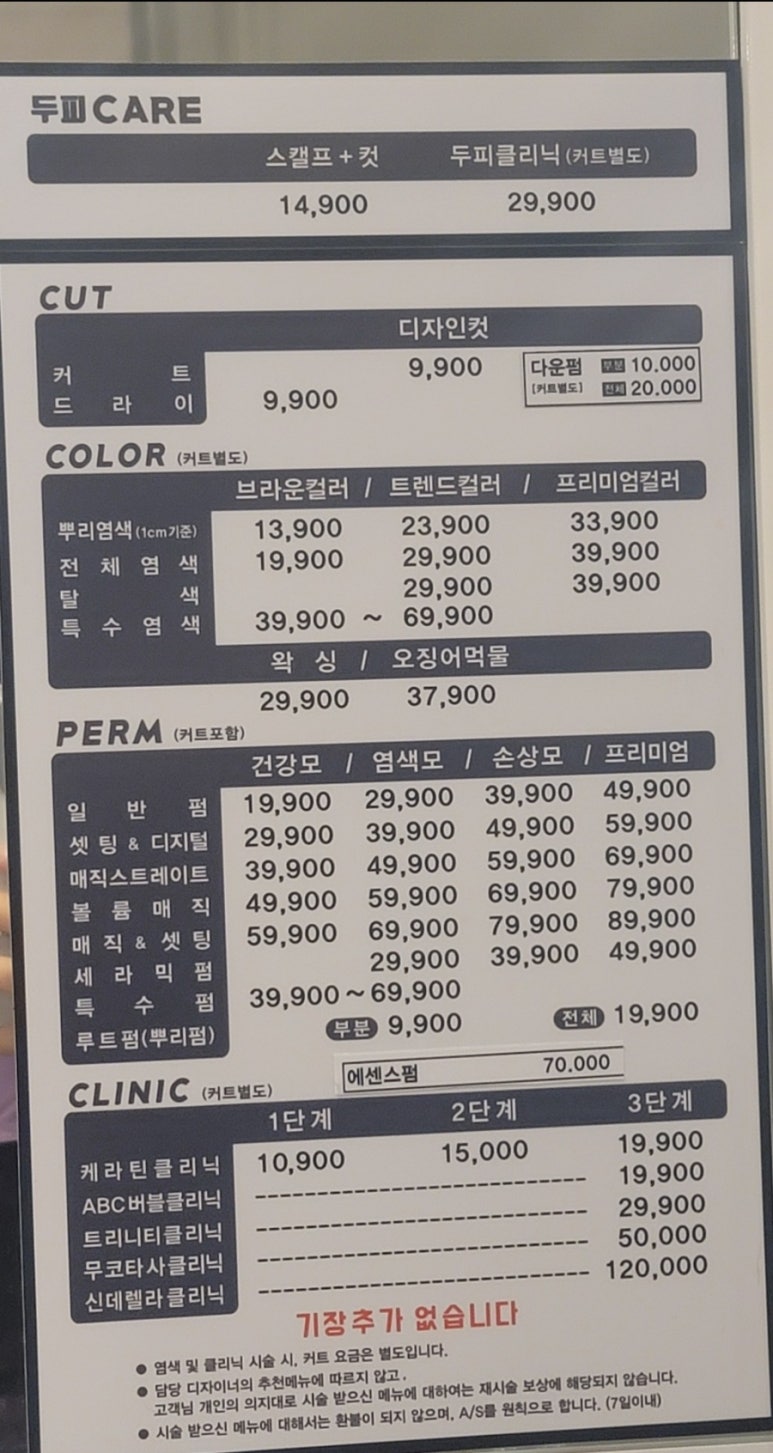 두피CARE
스캘프 + 컷 두피클리닉 (커트별도)
14,900 29,900
CUT
디자인컷
커 트 9,900
드 라 이 9,900
다운펌 부분 10.000
[커트별도] 전체 20.000
COLOR (커트별도)
브라운컬러 / 트렌드컬러 / 프리미엄컬러
뿌리염색(1cm기준) 13,900 23,900 33,900
전 체 염 색 19,900 29,900 39,900
탈 색 29,900 39,900
특 수 염 색 39,900 ~ 69,900
왁 싱 / 오징어먹물
29,900 37,900
PERM (커트포함)
건강모 / 염색모 / 손상모 / 프리미엄
일 반 펌 19,900 29,900 39,900 49,900
셋 팅 & 디지털 29,900 39,900 49,900 59,900
매직스트레이트 39,900 49,900 59,900 69,900
볼 륨 매 직 49,900 59,900 69,900 79,900
매 직 & 셋 팅 59,900 69,900 79,900 89,900
세 라 믹 펌 29,900 39,900 49,900
특 수 펌 39,900 ~ 69,900
루트펌(뿌리펌) 부분 9,900 전체 19,900
에센스펌 70.000
CLINIC (커트별도)
1단계 2단계 3단계
케라틴클리닉 10,900 15,000 19,900
ABC버블클리닉 ------------------------------ 19,900
트리니티클리닉 ------------------------------ 29,900
무코타사클리닉 ------------------------------ 50,000
신데렐라클리닉 ------------------------------ 120,000
기장추가 없습니다
● 염색 및 클리닉 시술 시, 커트 요금은 별도입니다.
● 담당 디자이너의 추천메뉴에 따르지 않고,
고객님 개인의 의지대로 시술 받으신 메뉴에 대하여는 재시술 보상에 해당되지 않습니다.
● 시술 받으신 메뉴에 대해서는 환불이 되지 않으며, A/S를 원칙으로 합니다. (7일이내)